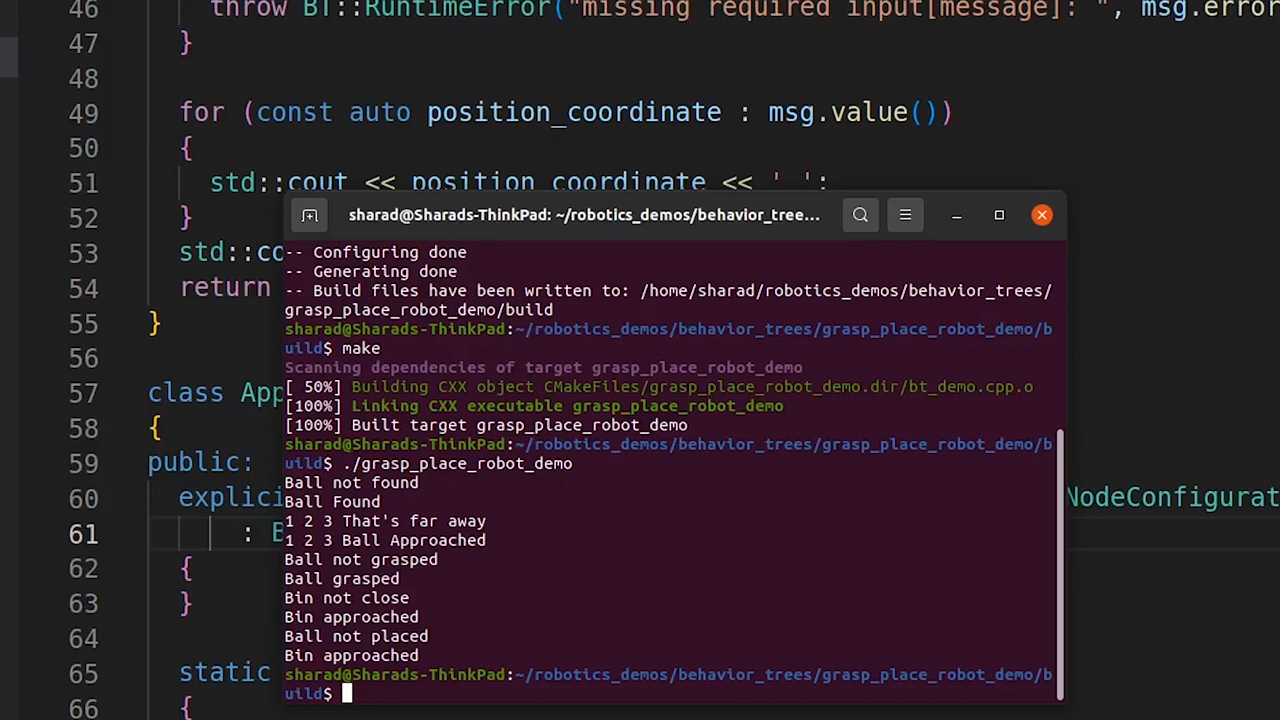 46 throw BT::RuntimeError("missing required input[message]: ", msg.error
47 }
48
49 for (const auto position_coordinate : msg.value())
50 {
51 std::cout << position_coordinate << ' ';
52 }
53 std::co
54 return
55 }
56
57 class App
58 {
59 public:
60 explici NodeConfigurat
61 : B
62 {
63 }
64
65 static
66 {
sharad@Sharads-ThinkPad: ~/robotics_demos/behavior_tree...
-- Configuring done
-- Generating done
-- Build files have been written to: /home/sharad/robotics_demos/behavior_trees/
grasp_place_robot_demo/build
sharad@Sharads-ThinkPad:~/robotics_demos/behavior_trees/grasp_place_robot_demo/b
uild$ make
Scanning dependencies of target grasp_place_robot_demo
[ 50%] Building CXX object CMakeFiles/grasp_place_robot_demo.dir/bt_demo.cpp.o
[100%] Linking CXX executable grasp_place_robot_demo
[100%] Built target grasp_place_robot_demo
sharad@Sharads-ThinkPad:~/robotics_demos/behavior_trees/grasp_place_robot_demo/b
uild$ ./grasp_place_robot_demo
Ball not found
Ball Found
1 2 3 That's far away
1 2 3 Ball Approached
Ball not grasped
Ball grasped
Bin not close
Bin approached
Ball not placed
Bin approached
sharad@Sharads-ThinkPad:~/robotics_demos/behavior_trees/grasp_place_robot_demo/b
uild$